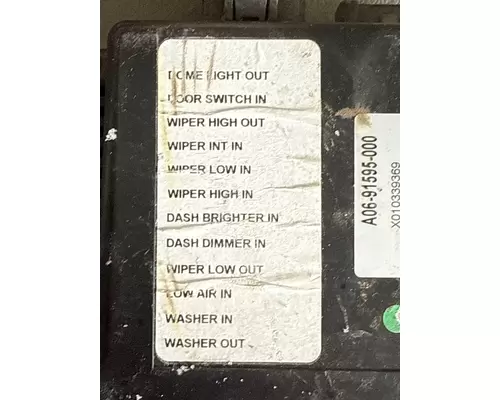 DOME LIGHT OUT
DOOR SWITCH IN
WIPER HIGH OUT
WIPER INT IN
WIPER LOW IN
WIPER HIGH IN
DASH BRIGHTER IN
DASH DIMMER IN
WIPER LOW OUT
LOW AIR IN
WASHER IN
WASHER OUT
A06-91595-000
X010339369